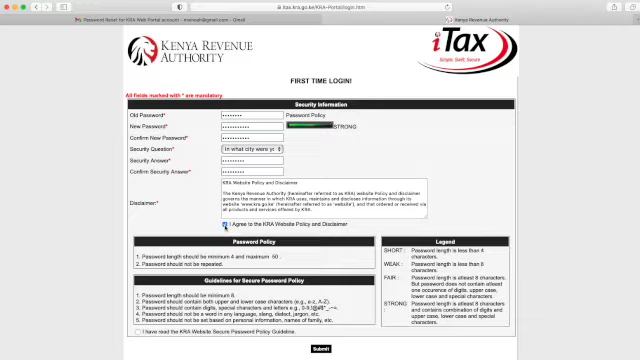 itax.kra.go.ke/KRA-Portal/login.htm
Kenya Revenue Authority
KENYA REVENUE
AUTHORITY
iTax
Simple, Swift, Secure
FIRST TIME LOGIN!
All fields marked with * are mandatory
Security Information
Old Password* •••••••• Password Policy
New Password* STRONG
Confirm New Password*
Security Question* In what city were yo
Security Answer*
Confirm Security Answer*
KRA Website Policy and Disclaimer
The Kenya Revenue Authority (hereinafter referred to as KRA) website Policy and Disclaimer
governs the manner in which KRA uses, maintains and discloses information through its
website 'www.kra.go.ke' (hereinafter referred to as 'website'), and that ordered or received via
all products and services offered by KRA.
Disclaimer:*
I Agree to the KRA Website Policy and Disclaimer
Password Policy
1. Password length should be minimum 4 and maximum 50 .
2. Password should not be repeated.
Guidelines for Secure Password Policy
1. Password length should be minimum 8.
2. Password should contain both upper and lower case characters (e.g., a-z, A-Z).
3. Password should contain digits, special characters and letters
4. Password should not be a word in any language, slang, dialect, jargon, etc.
5. Password should not be set based on personal information, names of family, etc.
Legend
SHORT : Password length is less than 4
characters.
WEAK : Password length is less than 8
characters.
FAIR : Password length is atleast 8 characters.
But password does not contain atleast
one occurence of digits, upper case,
lower case and special characters.
STRONG : Password length is atleast 8 characters
and contains combination of digits and
upper case, lower case and special
characters.
I have read the KRA Website Secure Password Policy Guideline.
Submit